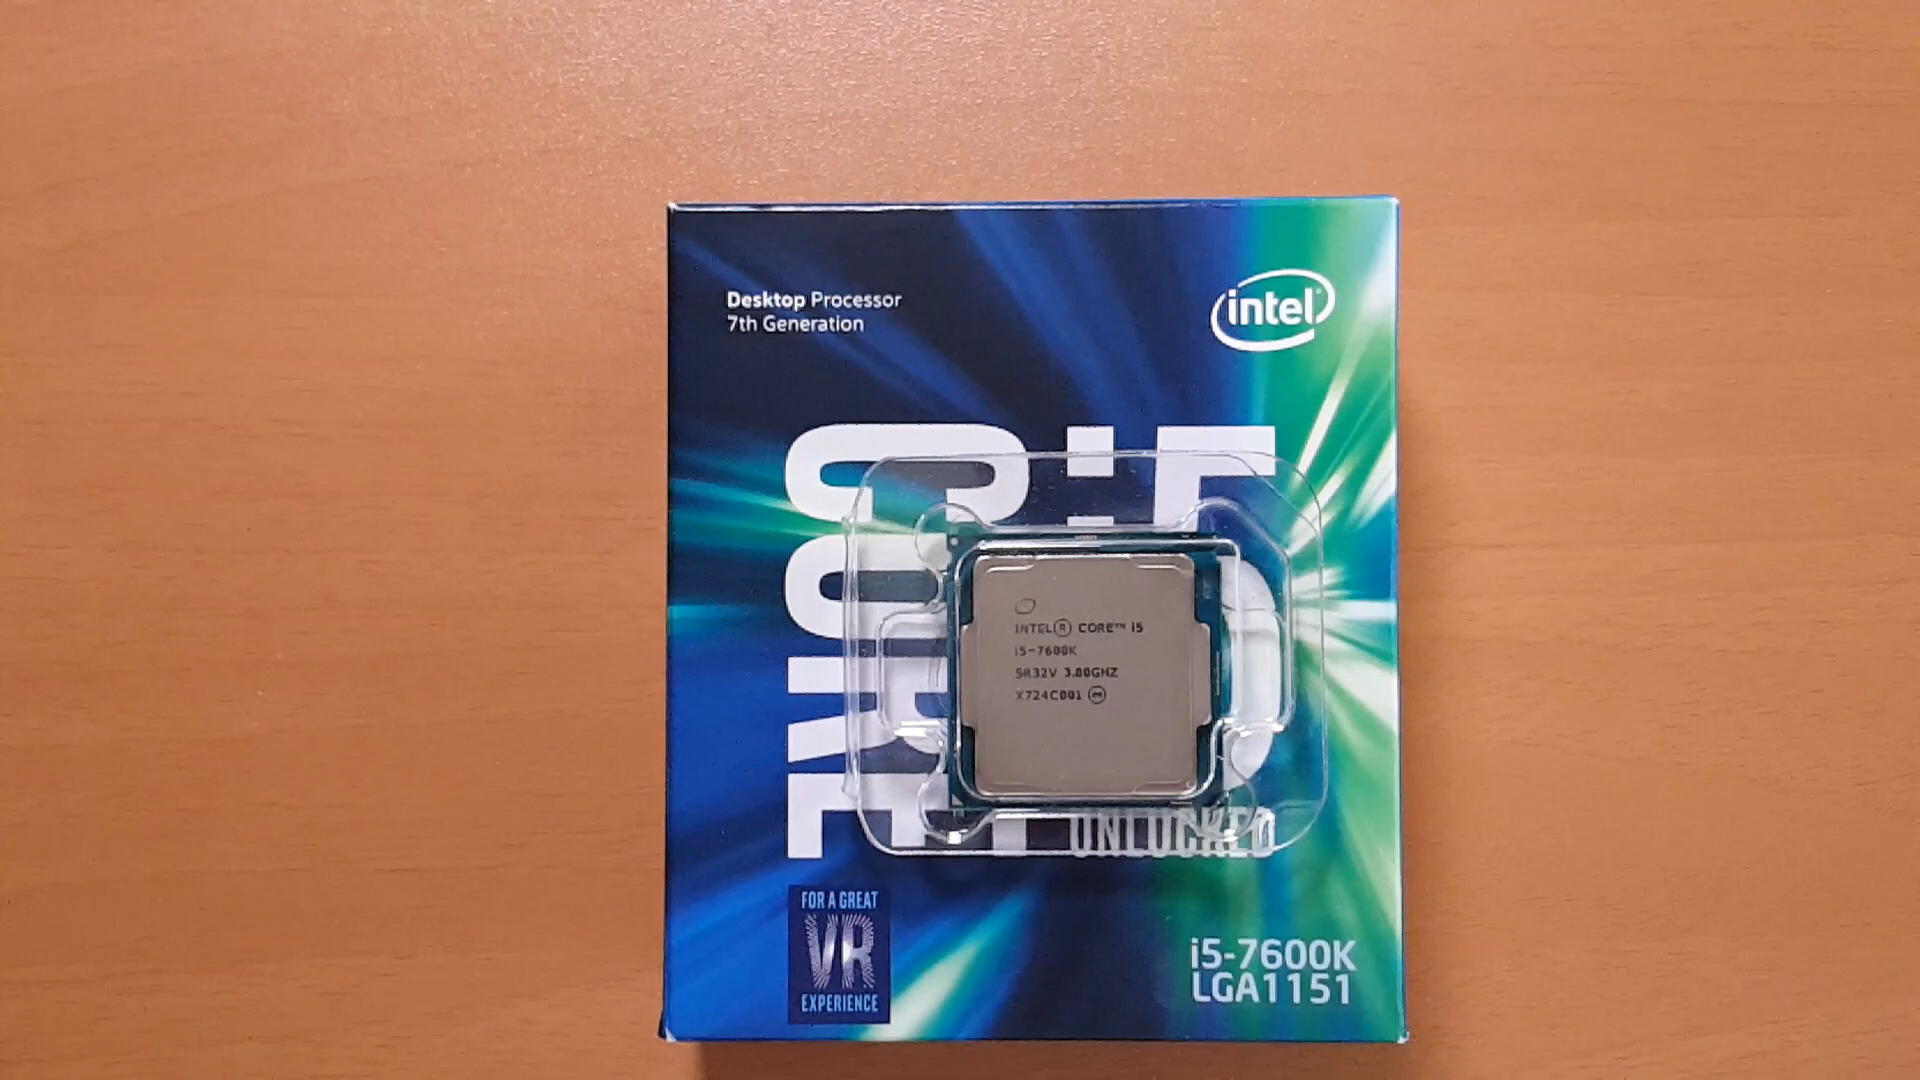 Desktop Processor
7th Generation
intel
CORE i5
INTEL® CORE™ i5
i5-7600K
SR32V 3.80GHZ
X724C001
UNLOCKED
FOR A GREAT
VR
EXPERIENCE
i5-7600K
LGA1151